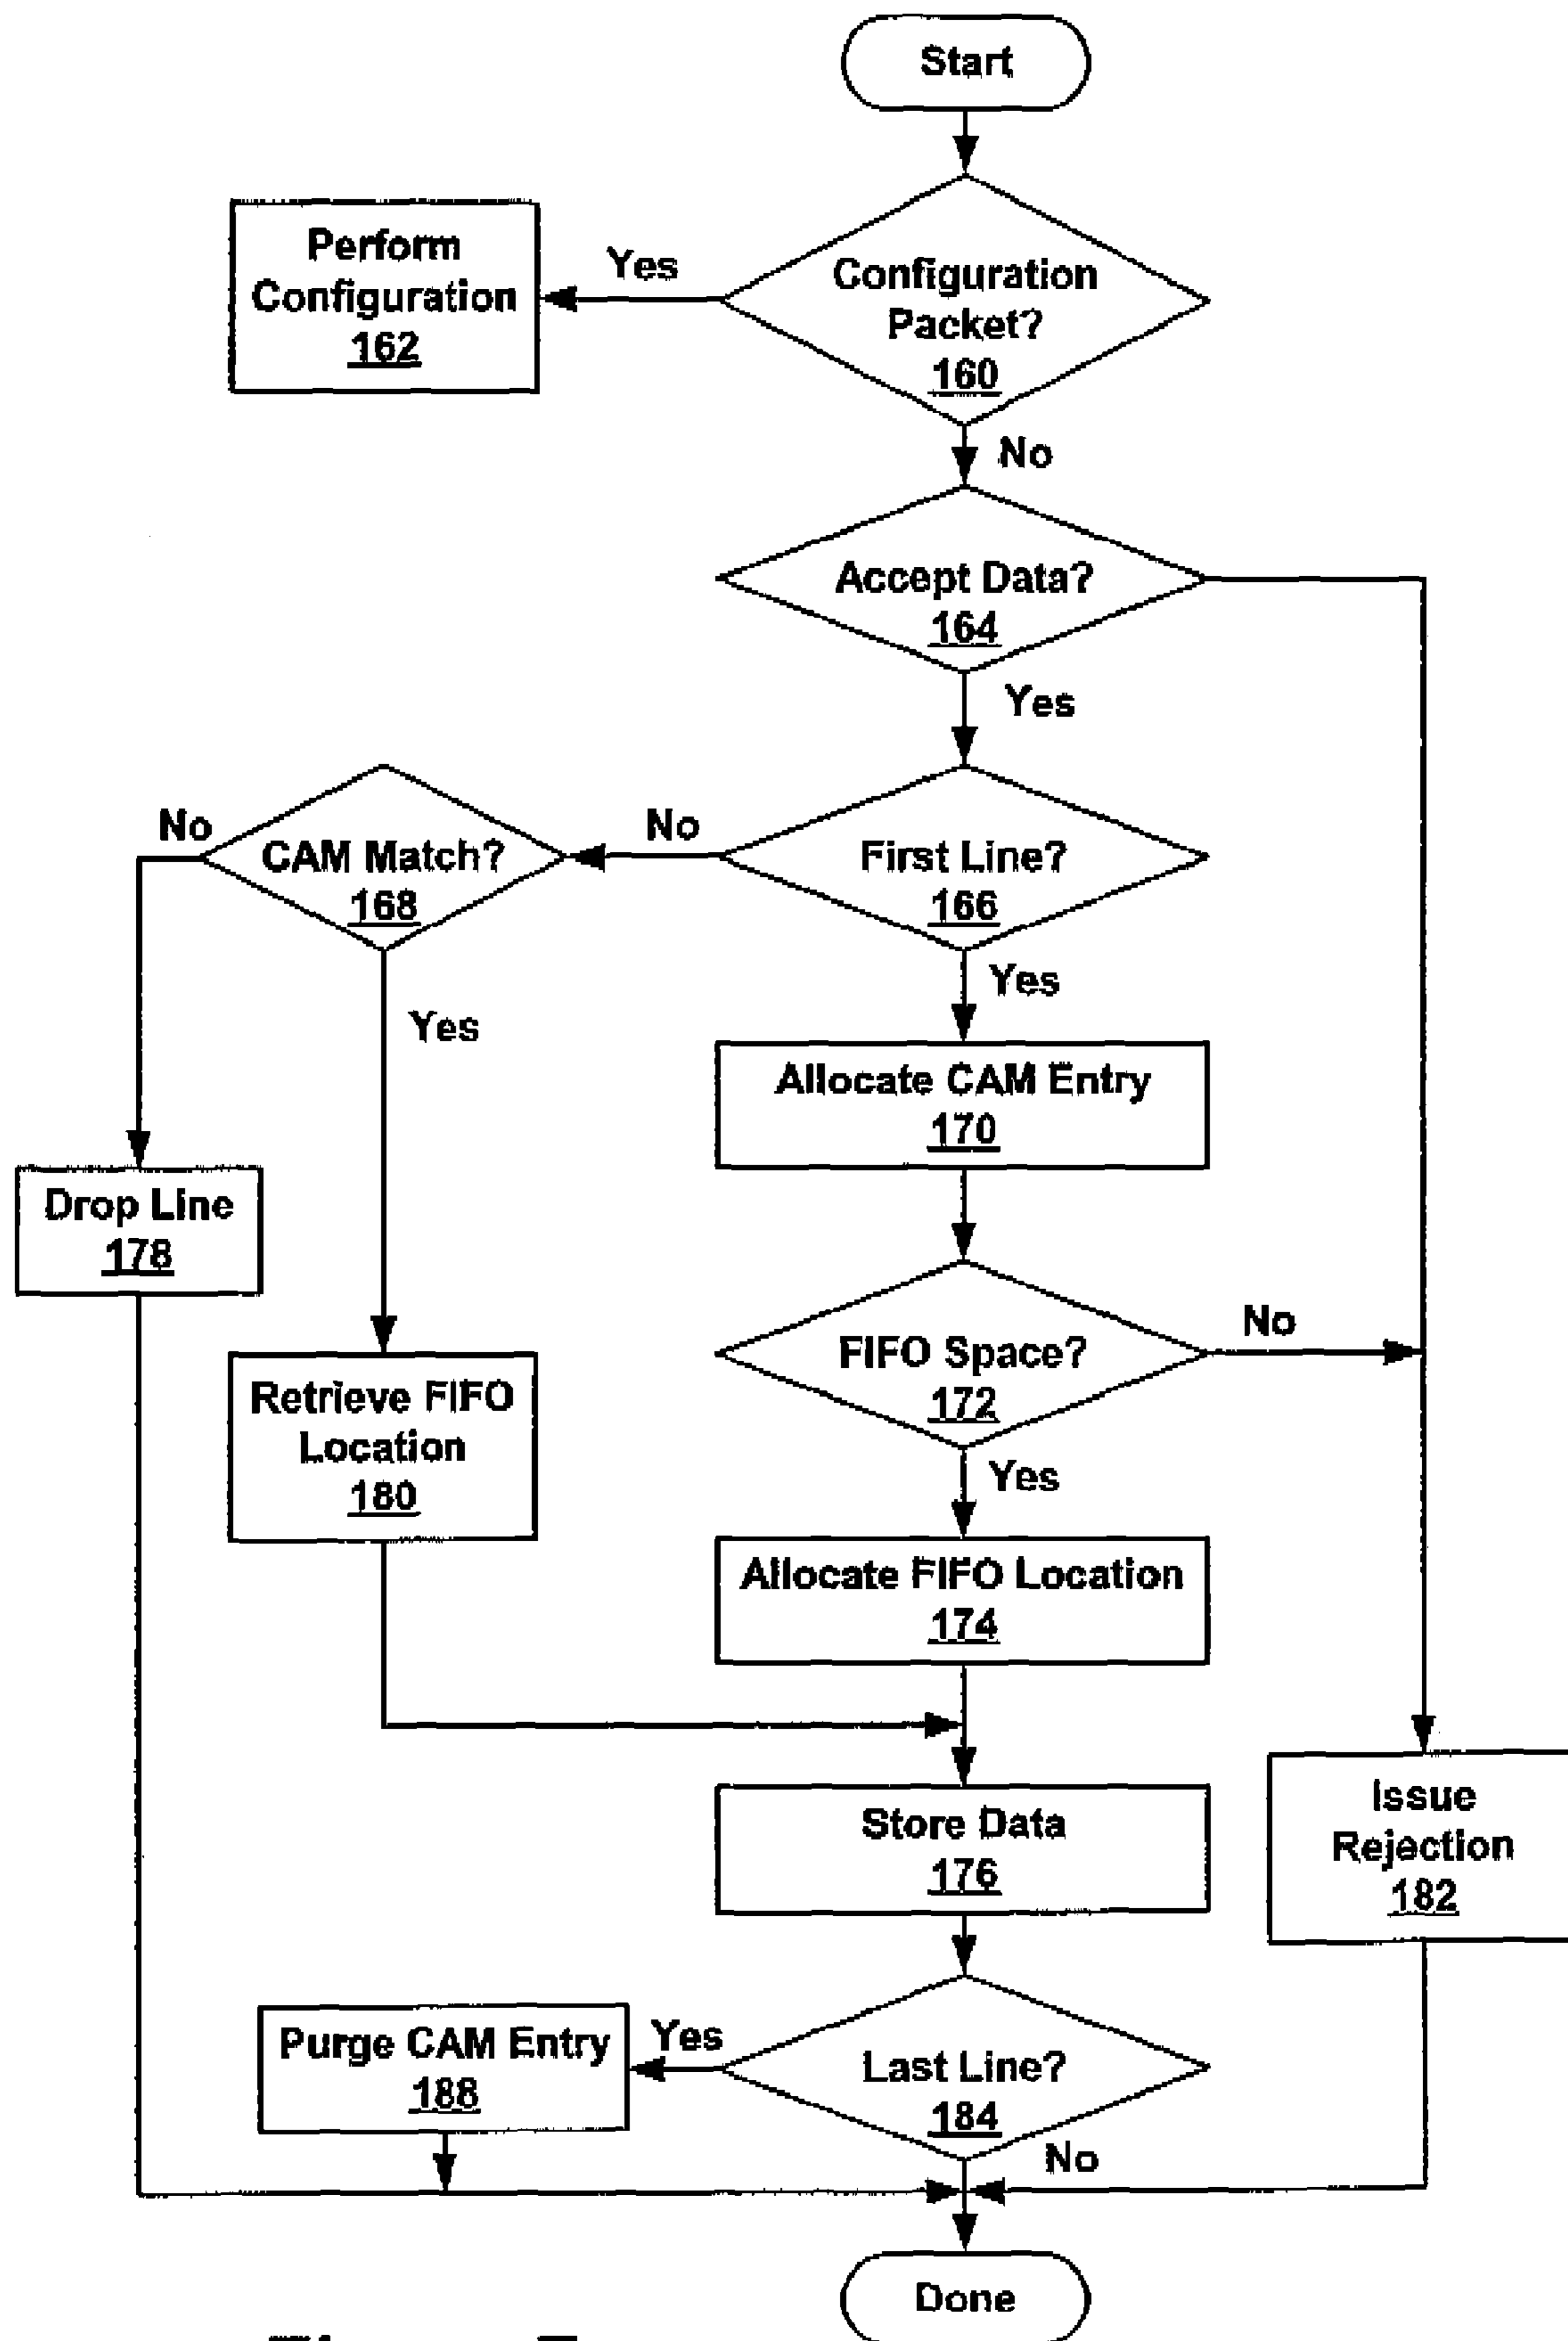 Start
Configuration
Packet?
160
Yes
Perform
Configuration
162
No
Accept Data?
164
Yes
First Line?
166
No
CAM Match?
168
No
Yes
Yes
Allocate CAM Entry
170
Drop Line
178
FIFO Space?
172
No
Retrieve FIFO
Location
180
Yes
Allocate FIFO Location
174
Store Data
176
Issue
Rejection
182
Last Line?
184
Yes
Purge CAM Entry
188
No
Done